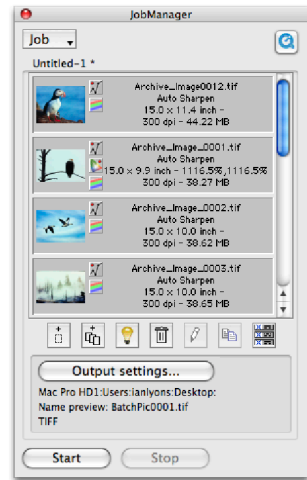 JobManager
Job
Untitled-1 *
Archive_Image0012.tif
Auto Sharpen
15.0 x 11.4 inch -
300 dpi - 44.22 MB
Archive_Image_0001.tif
Auto Sharpen
15.0 x 9.9 inch - 1116.5%,1116.5%
300 dpi - 38.27 MB
Archive_Image_0002.tif
Auto Sharpen
15.0 x 10.0 inch -
300 dpi - 38.62 MB
Archive_Image_0003.tif
Auto Sharpen
15.0 x 10.0 inch -
300 dpi - 38.65 MB
Output settings...
Mac Pro HD1:Users:ianlyons:Desktop:
Name preview: BatchPic0001.tif
TIFF
Start
Stop